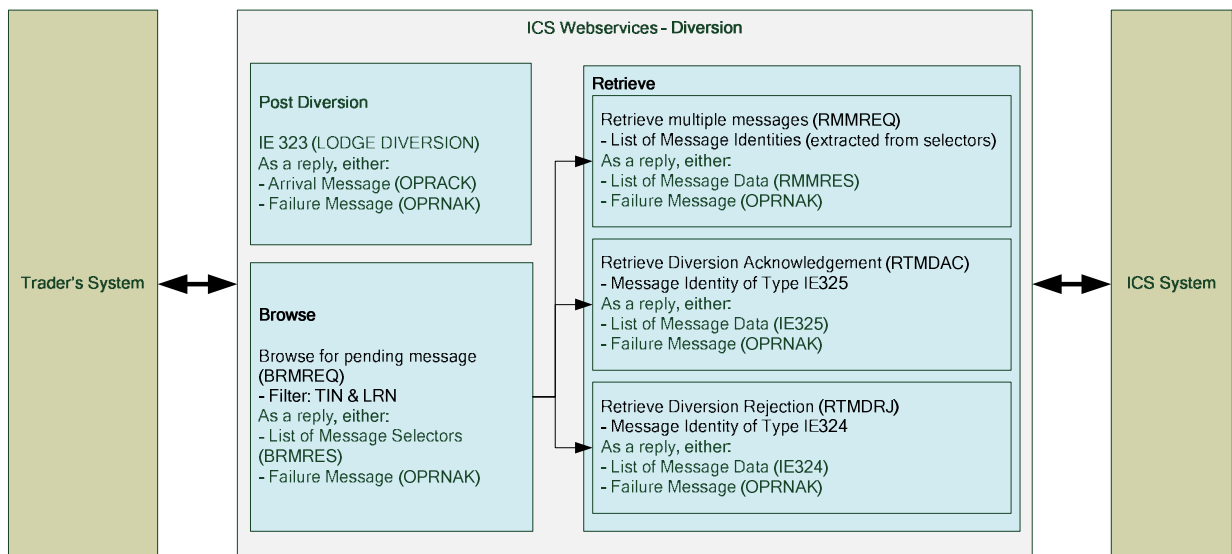 ICS Webservices - Diversion
Trader's System
Post Diversion
IE 323 (LODGE DIVERSION)
As a reply, either:
- Arrival Message (OPRACK)
- Failure Message (OPRNAK)
Browse
Browse for pending message
(BRMREQ)
- Filter: TIN & LRN
As a reply, either:
- List of Message Selectors
(BRMRES)
- Failure Message (OPRNAK)
Retrieve
Retrieve multiple messages (RMMREQ)
- List of Message Identities (extracted from selectors)
As a reply, either:
- List of Message Data (RMMRES)
- Failure Message (OPRNAK)
Retrieve Diversion Acknowledgement (RTMDAC)
- Message Identity of Type IE325
As a reply, either:
- List of Message Data (IE325)
- Failure Message (OPRNAK)
Retrieve Diversion Rejection (RTMDRJ)
- Message Identity of Type IE324
As a reply, either:
- List of Message Data (IE324)
- Failure Message (OPRNAK)
ICS System